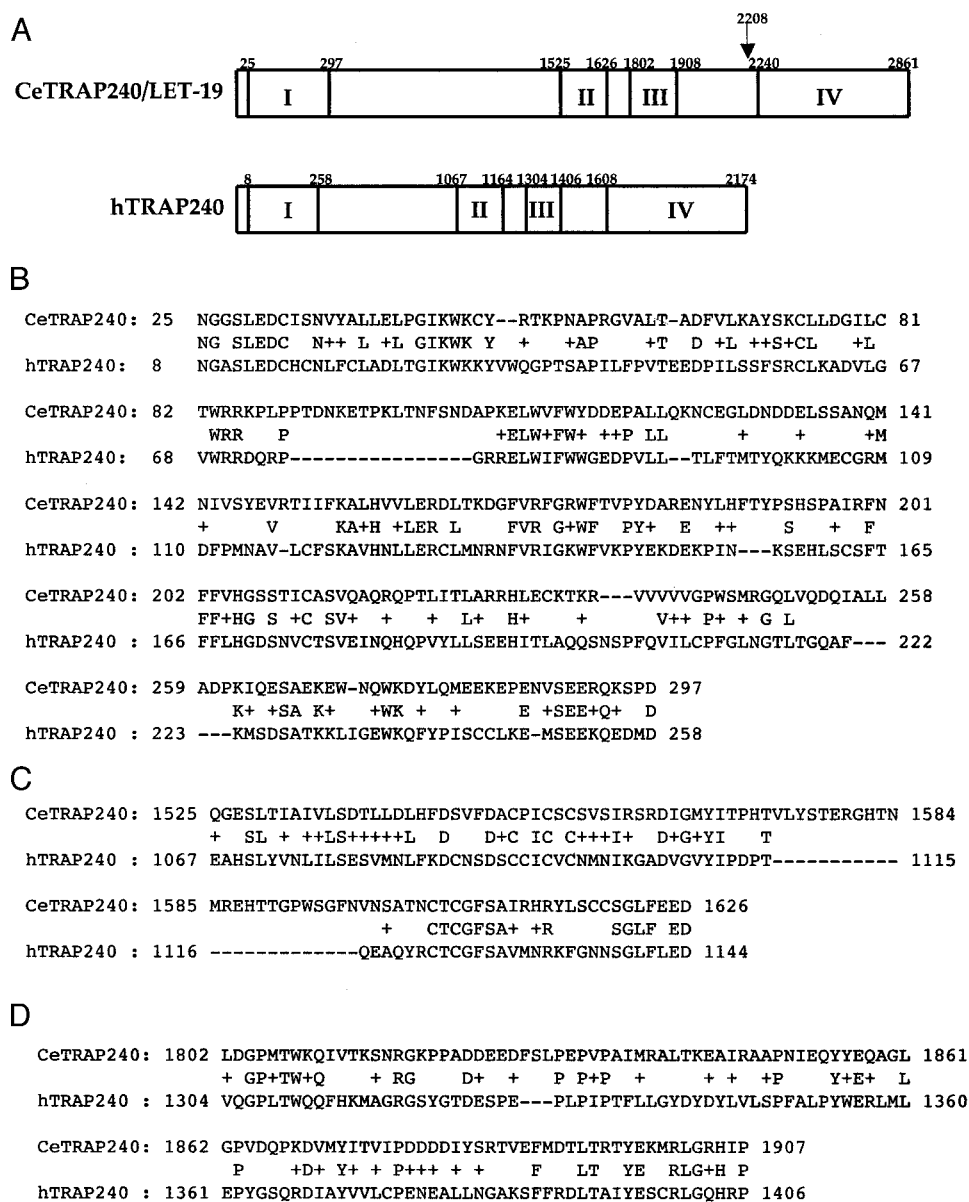 A
2208
25 297 1525 1626 1802 1908 2240 2861
CeTRAP240/LET-19 I II III IV
8 258 1067 1164 1304 1406 1608 2174
hTRAP240 I II III IV
B
CeTRAP240: 25 NGGSLEDCISNVYALLELPGIKWKCY--RTKPNAPRGVALT-ADFVLKAYSKCLLDGILC 81
NG SLEDC N++ L +L GIKWK Y + +AP +T D +L ++S+CL +L
hTRAP240: 8 NGASLEDCHCNLFCLADLTGIKWKKYVWQGPTSAPILFPVTEEDPILSSFSRCLKADVLG 67
CeTRAP240: 82 TWRRKPLPPTDNKETPKLTNFSNDAPKELWVFWYDDEPALLQKNCEGLDNDDELSSANQM 141
WRR P +ELW+FW+ ++P LL + + +M
hTRAP240: 68 VWRRDQRP----------------GRRELWIFWWGEDPVLL--TLFTMTYQKKKMECGRM 109
CeTRAP240: 142 NIVSYEVRTIIFKALHVVLERDLTKDGFVRFGRWFTVPYDARENYLHFTYPSHSPAIRFN 201
+ V KA+H +LER L FVR G+WF PY+ E ++ S + F
hTRAP240 : 110 DFPMNAV-LCFSKAVHNLLERCLMNRNFVRIGKWFVKPYEKDEKPIN---KSEHLSCSFT 165
CeTRAP240: 202 FFVHGSSTICASVQAQRQPTLITLARRHLECKTKR---VVVVVGPWSMRGQLVQDQIALL 258
FF+HG S +C SV+ + + L+ H+ + V++ P+ + G L
hTRAP240 : 166 FFLHGDSNVCTSVEINQHQPVYLLSEEHITLAQQSNSPFQVILCPFGLNGTLTGQAF--- 222
CeTRAP240: 259 ADPKIQESAEKEW-NQWKDYLQMEEKEPENVSEERQKSPD 297
K+ +SA K+ +WK + + E +SEE+Q+ D
hTRAP240 : 223 ---KMSDSATKKLIGEWKQFYPISCCLKE-MSEEKQEDMD 258
C
CeTRAP240: 1525 QGESLTIAIVLSDTLLDLHFDSVFDACPICSCSVSIRSRDIGMYITPHTVLYSTERGHTN 1584
+ SL + ++LS+++++L D D+C IC C+++I+ D+G+YI T
hTRAP240: 1067 EAHSLYVNLILSESVMNLFKDCNSDSCCICVCNMNIKGADVGVYIPDPT----------- 1115
CeTRAP240: 1585 MREHTTGPWSGFNVNSATNCTCGFSAIRHRYLSCCSGLFEED 1626
+ CTCGFSA+ +R SGLF ED
hTRAP240 : 1116 -------------QEAQYRCTCGFSAVMNRKFGNNSGLFLED 1144
D
CeTRAP240: 1802 LDGPMTWKQIVTKSNRGKPPADDEEDFSLPEPVPAIMRALTKEAIRAAPNIEQYYEQAGL 1861
+ GP+TW+Q + RG D+ + P P+P + + + +P Y+E+ L
hTRAP240: 1304 VQGPLTWQQFHKMAGRGSYGTDESPE---PLPIPTFLLGYDYDYLVLSPFALPYWERLML 1360
CeTRAP240: 1862 GPVDQPKDVMYITVIPDDDDIYSRTVEFMDTLTRTYEKMRLGRHIP 1907
P +D+ Y+ + P+++ + + F LT YE RLG+H P
hTRAP240: 1361 EPYGSQRDIAYVVLCPENEALLNGAKSFFRDLTAIYESCRLGQHRP 1406